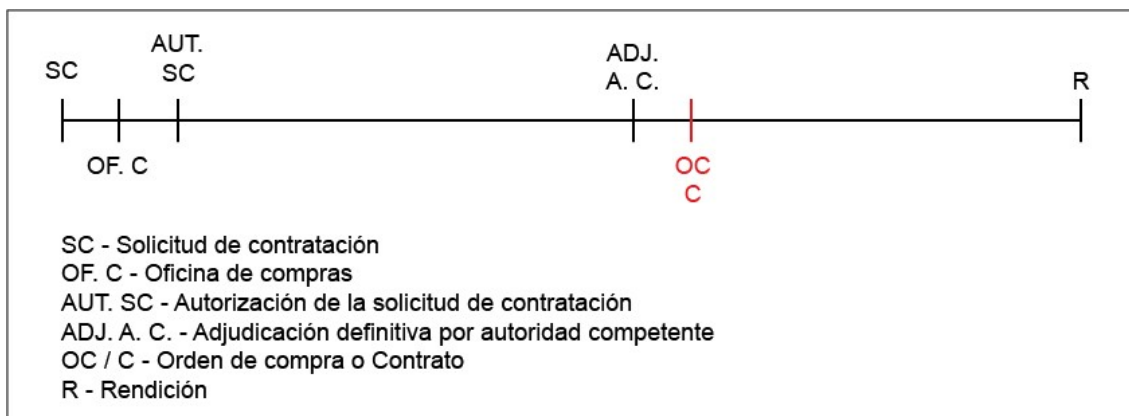 AUT.
SC
SC
ADJ.
A. C.
R
OF. C
OC
C
SC - Solicitud de contratación
OF. C - Oficina de compras
AUT. SC - Autorización de la solicitud de contratación
ADJ. A. C. - Adjudicación definitiva por autoridad competente
OC / C - Orden de compra o Contrato
R - Rendición